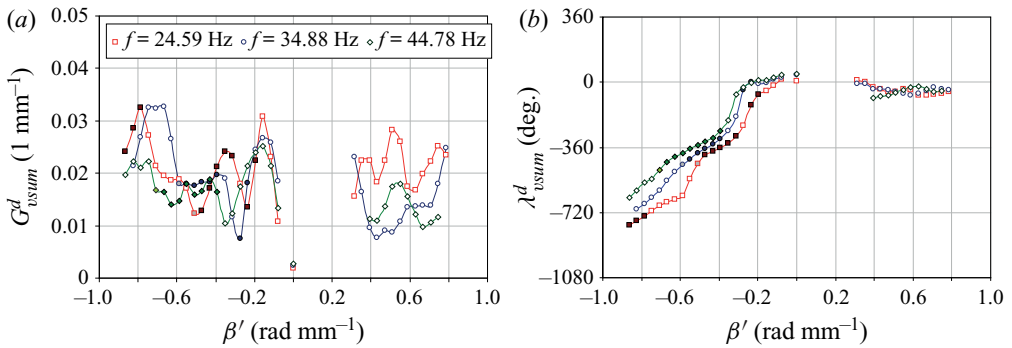 (a)
0.05
f = 24.59 Hz f = 34.88 Hz f = 44.78 Hz
0.04
0.03
0.02
0.01
0
G^d_vsum (1 mm^−1)
−1.0 −0.6 −0.2 0.2 0.6 1.0
β′ (rad mm^−1)
(b)
360
0
−360
−720
−1080
λ^d_vsum (deg.)
−1.0 −0.6 −0.2 0.2 0.6 1.0
β′ (rad mm^−1)